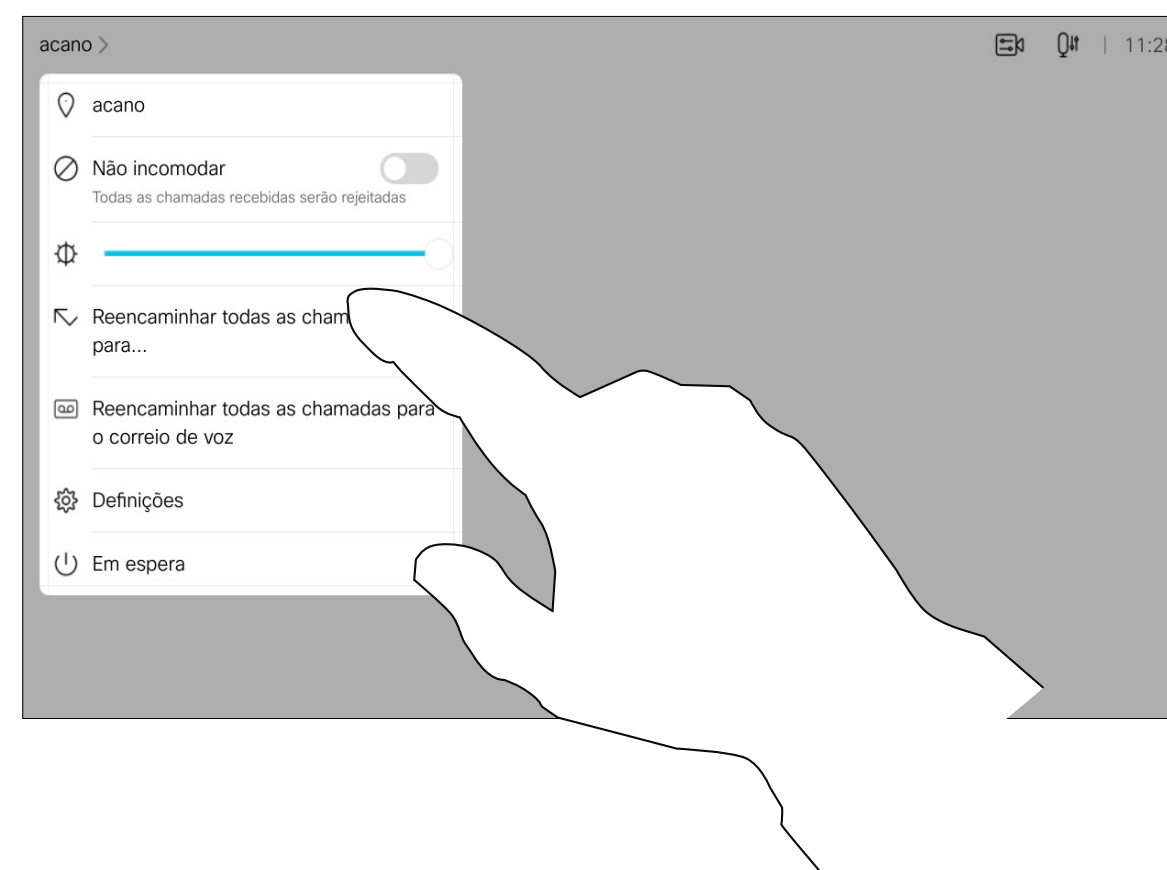 acano
11:28
acano
Não incomodar
Todas as chamadas recebidas serão rejeitadas
Reencaminhar todas as cham
para...
Reencaminhar todas as chamadas para
o correio de voz
Definições
Em espera